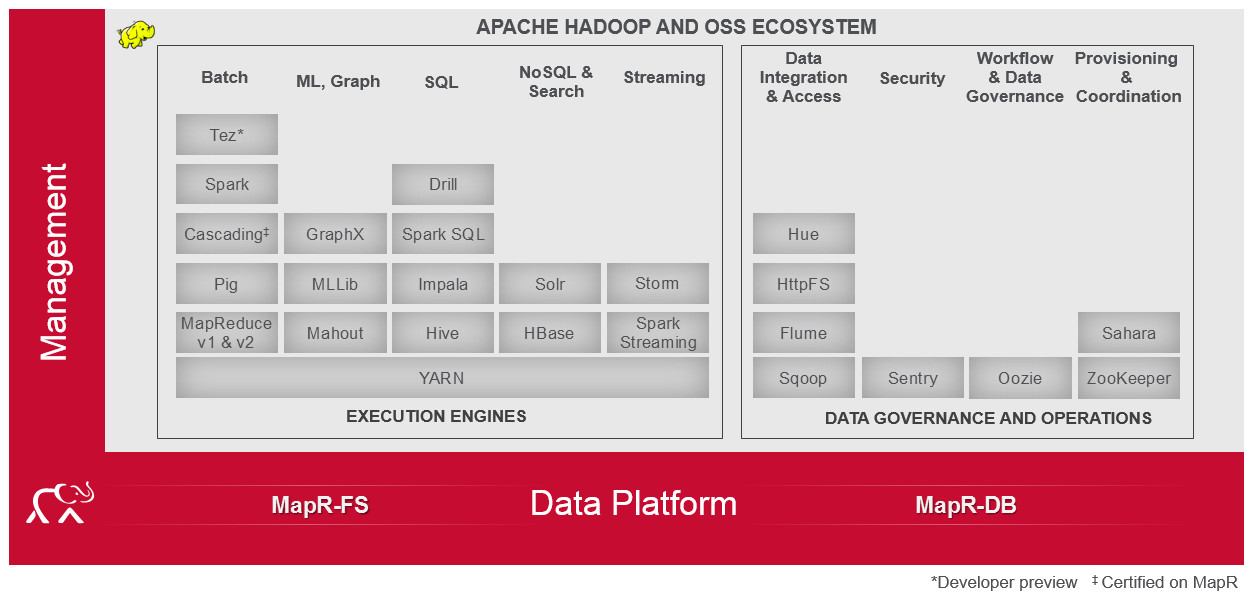 APACHE HADOOP AND OSS ECOSYSTEM
Management
Batch
ML, Graph
SQL
NoSQL &
Search
Streaming
Tez*
Spark
Drill
Cascading‡
GraphX
Spark SQL
Pig
MLLib
Impala
Solr
Storm
MapReduce
v1 & v2
Mahout
Hive
HBase
Spark
Streaming
YARN
EXECUTION ENGINES
Data
Integration
& Access
Security
Workflow
& Data
Governance
Provisioning
&
Coordination
Hue
HttpFS
Flume
Sahara
Sqoop
Sentry
Oozie
ZooKeeper
DATA GOVERNANCE AND OPERATIONS
MapR-FS
Data Platform
MapR-DB
*Developer preview ‡ Certified on MapR